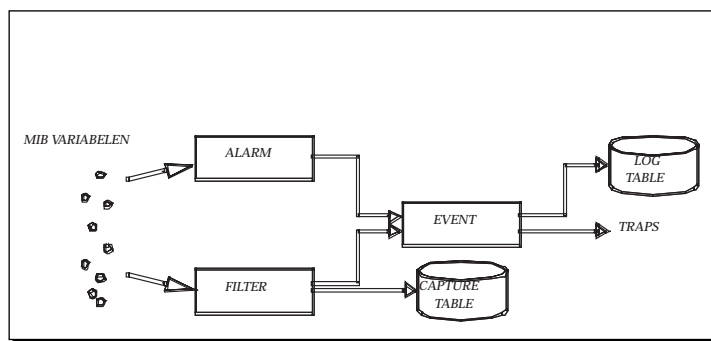 MIB VARIABELEN
ALARM
LOG
TABLE
EVENT
TRAPS
FILTER
CAPTURE
TABLE